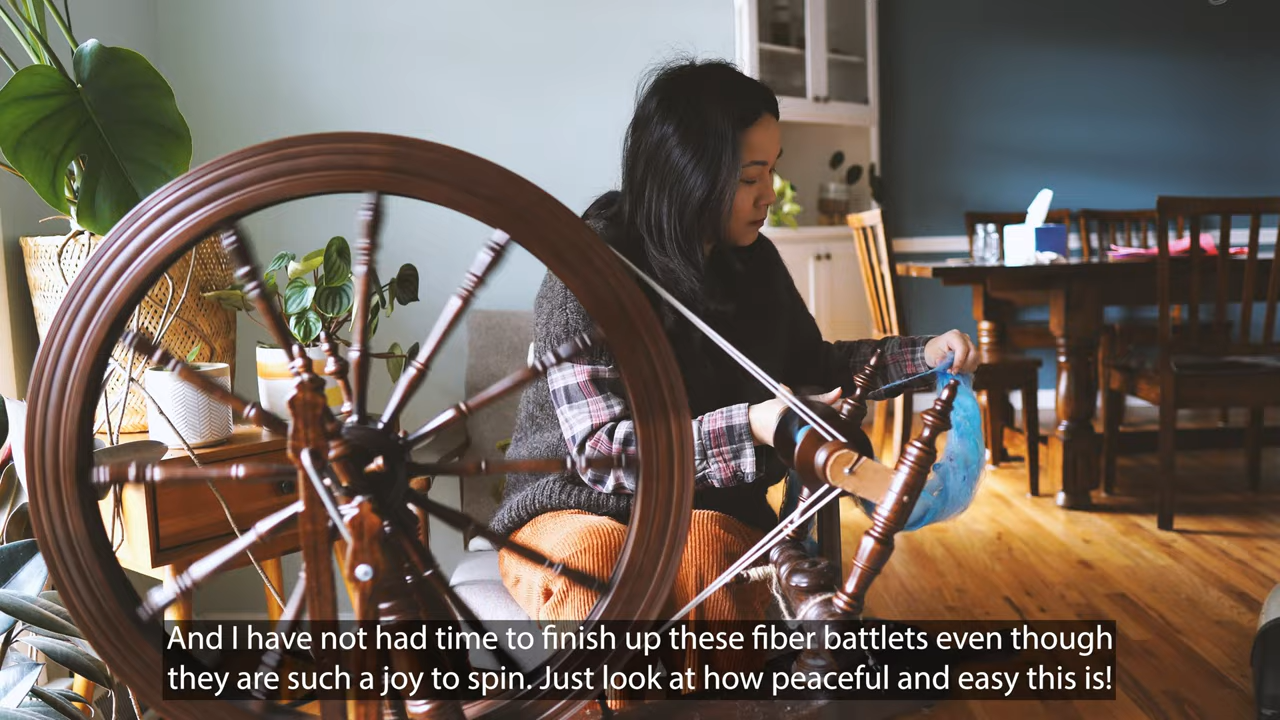 And I have not had time to finish up these fiber battlets even though
they are such a joy to spin. Just look at how peaceful and easy this is!